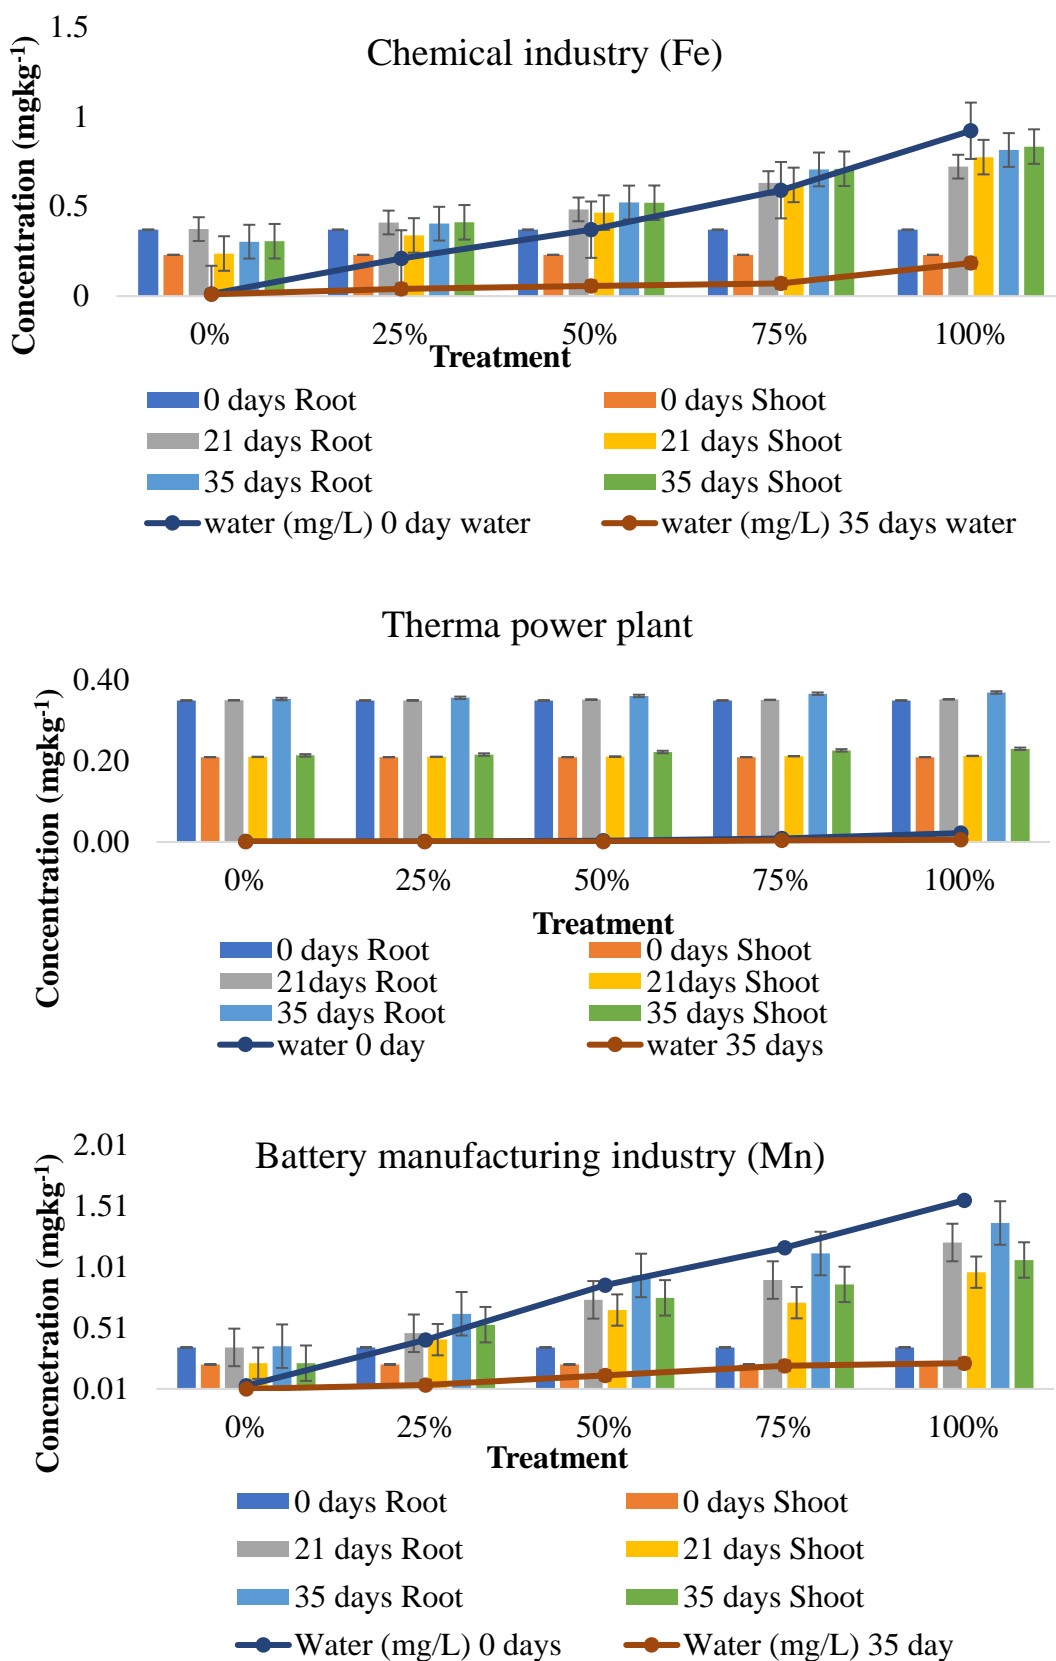 Chemical industry (Fe)
Concentration (mgkg-1)
1.5
1
0.5
0
0% 25% 50% 75% 100%
Treatment
0 days Root 0 days Shoot
21 days Root 21 days Shoot
35 days Root 35 days Shoot
water (mg/L) 0 day water water (mg/L) 35 days water
Therma power plant
Concentration (mgkg-1)
0.40
0.20
0.00
0% 25% 50% 75% 100%
Treatment
0 days Root 0 days Shoot
21days Root 21days Shoot
35 days Root 35 days Shoot
water 0 day water 35 days
Battery manufacturing industry (Mn)
Concnetration (mgkg-1)
2.01
1.51
1.01
0.51
0.01
0% 25% 50% 75% 100%
Treatment
0 days Root 0 days Shoot
21 days Root 21 days Shoot
35 days Root 35 days Shoot
Water (mg/L) 0 days Water (mg/L) 35 day